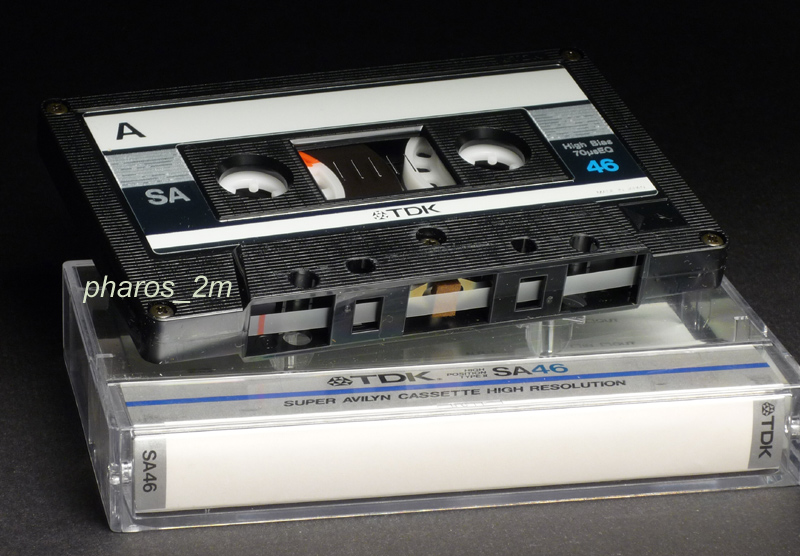 A
SA
High Bias
70µsEQ
46
TDK
pharos_2m
TDK
HIGH
POSITION
TYPE II
SA46
SUPER AVILYN CASSETTE HIGH RESOLUTION
SA46
TDK